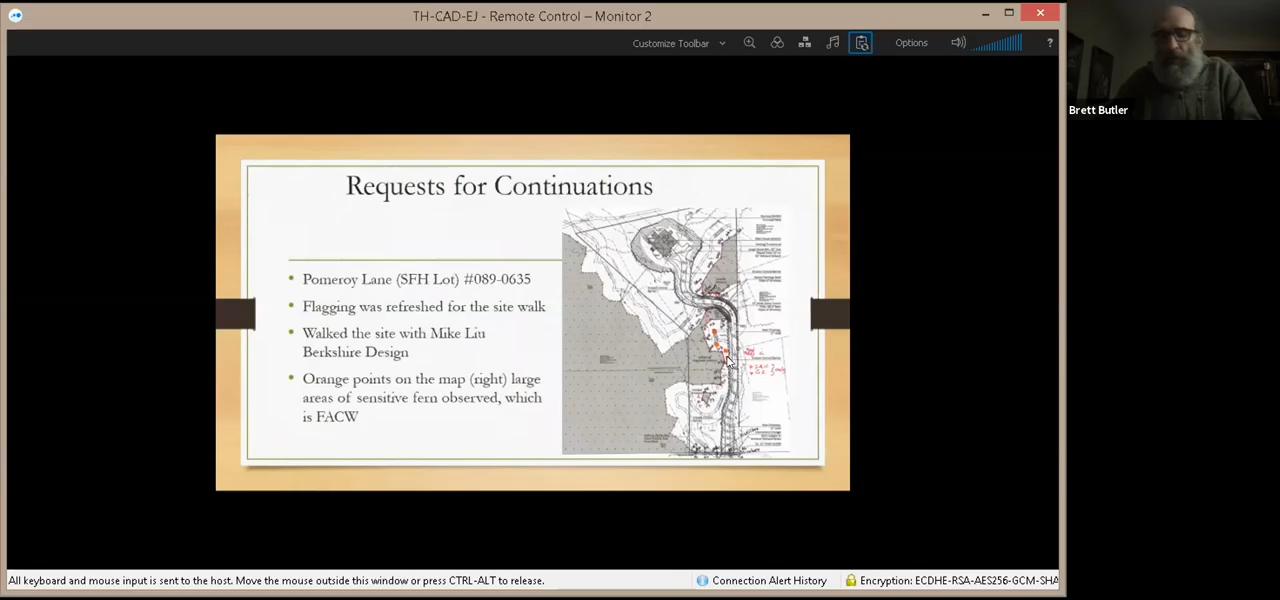 TH-CAD-EJ - Remote Control – Monitor 2
Customize Toolbar
Options
?
Brett Butler
Requests for Continuations
• Pomeroy Lane (SFH Lot) #089-0635
• Flagging was refreshed for the site walk
• Walked the site with Mike Liu
Berkshire Design
• Orange points on the map (right) large
areas of sensitive fern observed, which
is FACW
All keyboard and mouse input is sent to the host. Move the mouse outside this window or press CTRL-ALT to release.
Connection Alert History
Encryption: ECDHE-RSA-AES256-GCM-SHA